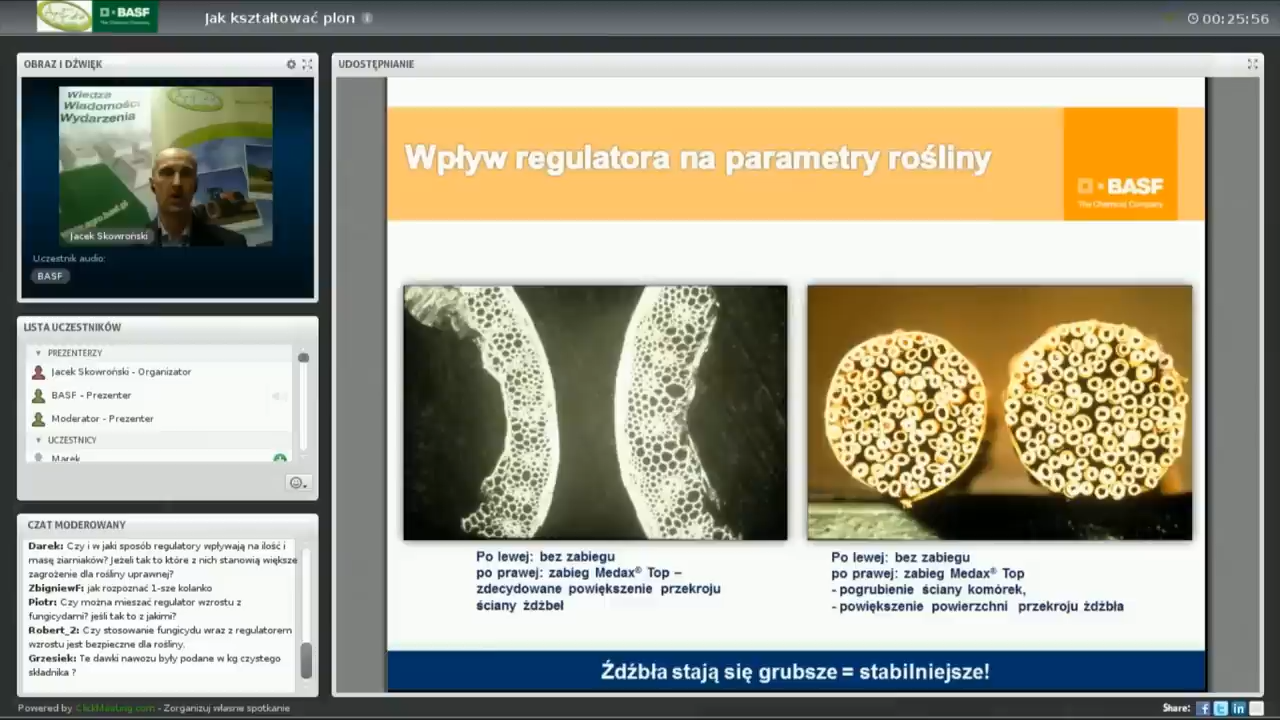 BASF
The Chemical Company
Jak kształtować plon
00:25:56
OBRAZ I DŹWIĘK
Wiedza
Wiadomości
Wydarzenia
www.agro.basf.pl
Jacek Skowroński
Uczestnik audio:
BASF
LISTA UCZESTNIKÓW
PREZENTERZY
Jacek Skowroński - Organizator
BASF - Prezenter
Moderator - Prezenter
UCZESTNICY
Marek
CZAT MODEROWANY
Darek: Czy i w jaki sposób regulatory wpływają na ilość i
masę ziarniaków? Jeżeli tak to które z nich stanowią większe
zagrożenie dla rośliny uprawnej?
ZbigniewF: jak rozpoznać 1-sze kolanko
Piotr: Czy można mieszać regulator wzrostu z
fungicydami? jeśli tak to z jakimi?
Robert_2: Czy stosowanie fungicydu wraz z regulatorem
wzrostu jest bezpieczne dla rośliny.
Grzesiek: Te dawki nawozu były podane w kg czystego
składnika ?
UDOSTĘPNIANIE
Wpływ regulatora na parametry rośliny
BASF
The Chemical Company
Po lewej: bez zabiegu
po prawej: zabieg Medax® Top –
zdecydowane powiększenie przekroju
ściany źdźbeł
Po lewej: bez zabiegu
po prawej: zabieg Medax® Top
- pogrubienie ściany komórek,
- powiększenie powierzchni przekroju źdźbła
Źdźbła stają się grubsze = stabilniejsze!
Powered by ClickMeeting.com - Zorganizuj własne spotkanie
Share: